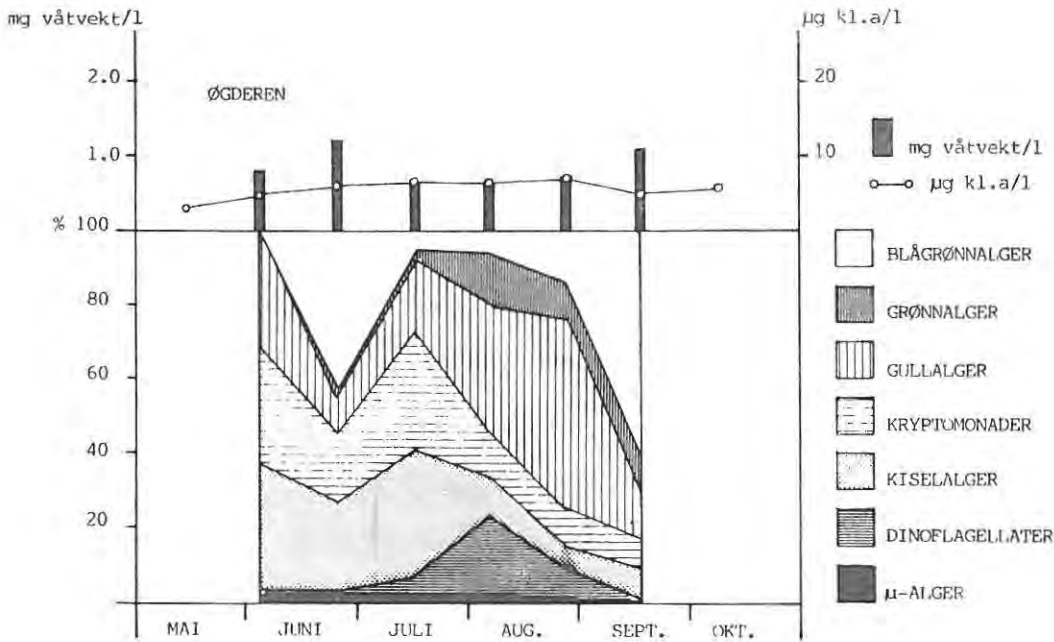 mg våtvekt/l
µg kl.a/l
2.0
20
ØGDEREN
1.0
10
mg våtvekt/l
µg kl.a/l
% 100
BLÅGRØNNALGER
80
GRØNNALGER
60
GULLALGER
40
KRYPTOMONADER
KISELALGER
20
DINOFLAGELLATER
µ-ALGER
MAI
JUNI
JULI
AUG.
SEPT.
OKT.